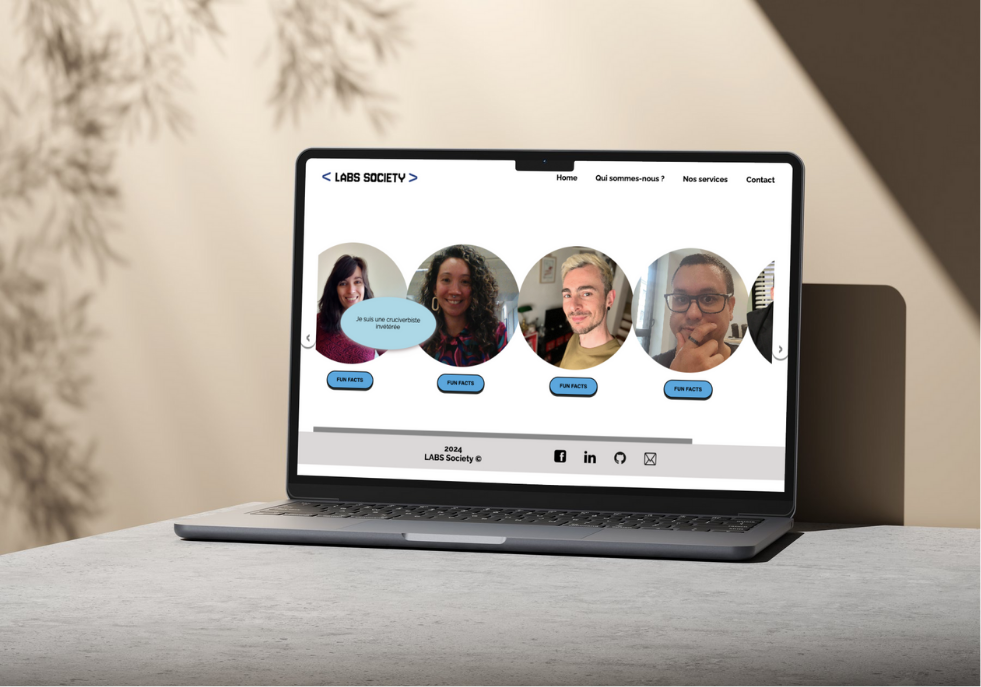 < LABS SOCIETY >
Home Qui sommes-nous ? Nos services Contact
Je suis une cruciverbiste
invétérée
FUN FACTS FUN FACTS FUN FACTS FUN FACTS
2024
LABS Society ©